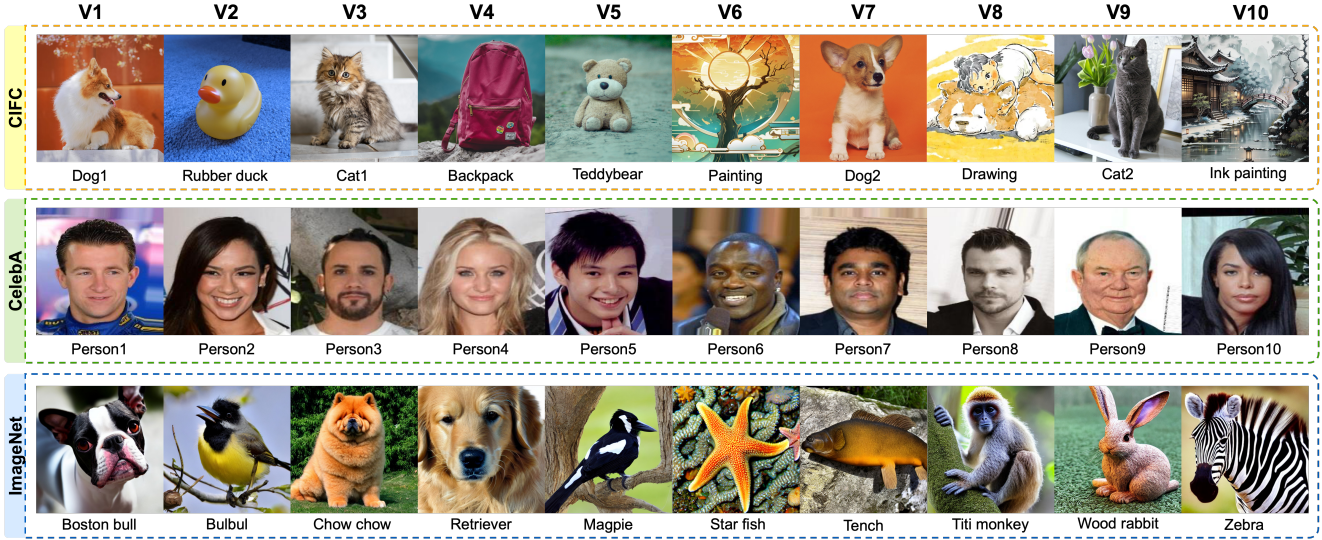 V1 V2 V3 V4 V5 V6 V7 V8 V9 V10
CIFC
Dog1 Rubber duck Cat1 Backpack Teddybear Painting Dog2 Drawing Cat2 Ink painting
CelebA
Person1 Person2 Person3 Person4 Person5 Person6 Person7 Person8 Person9 Person10
ImageNet
Boston bull Bulbul Chow chow Retriever Magpie Star fish Tench Titi monkey Wood rabbit Zebra